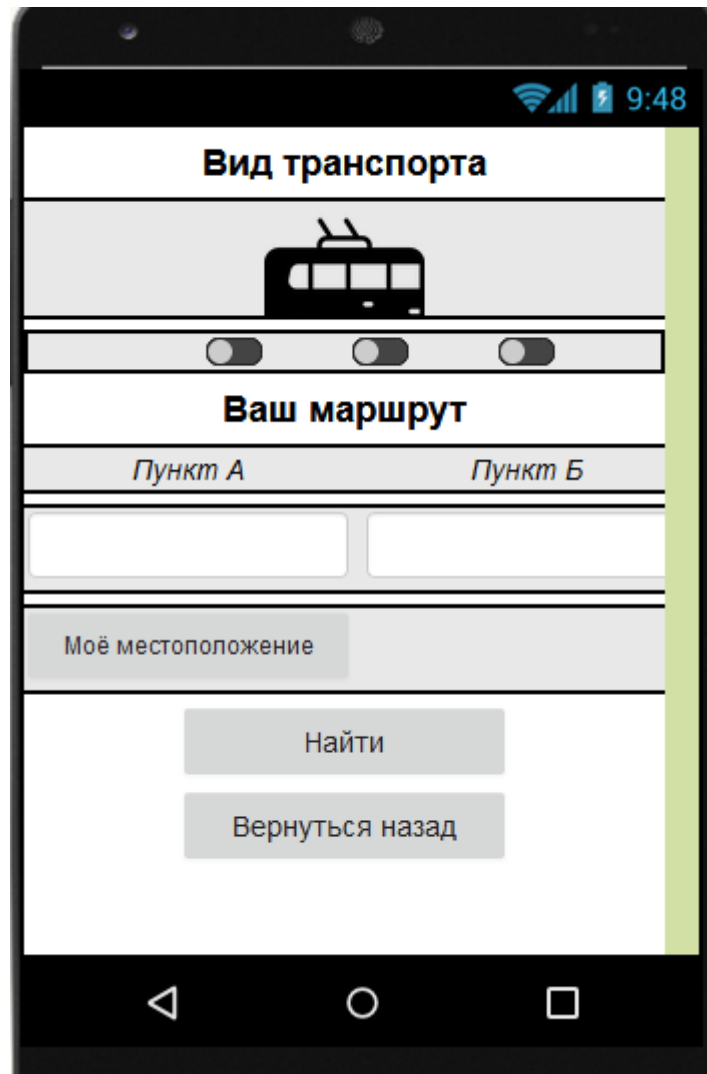 9:48
Вид транспорта
Ваш маршрут
Пункт А Пункт Б
Моё местоположение
Найти
Вернуться назад